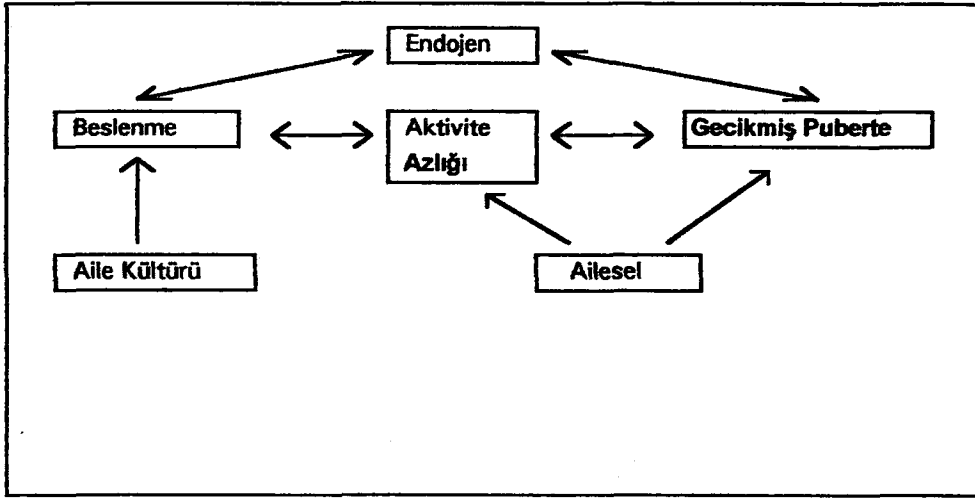 Endojen
Beslenme
Aktivite
Azlığı
Gecikmiş Puberte
Aile Kültürü
Ailesel